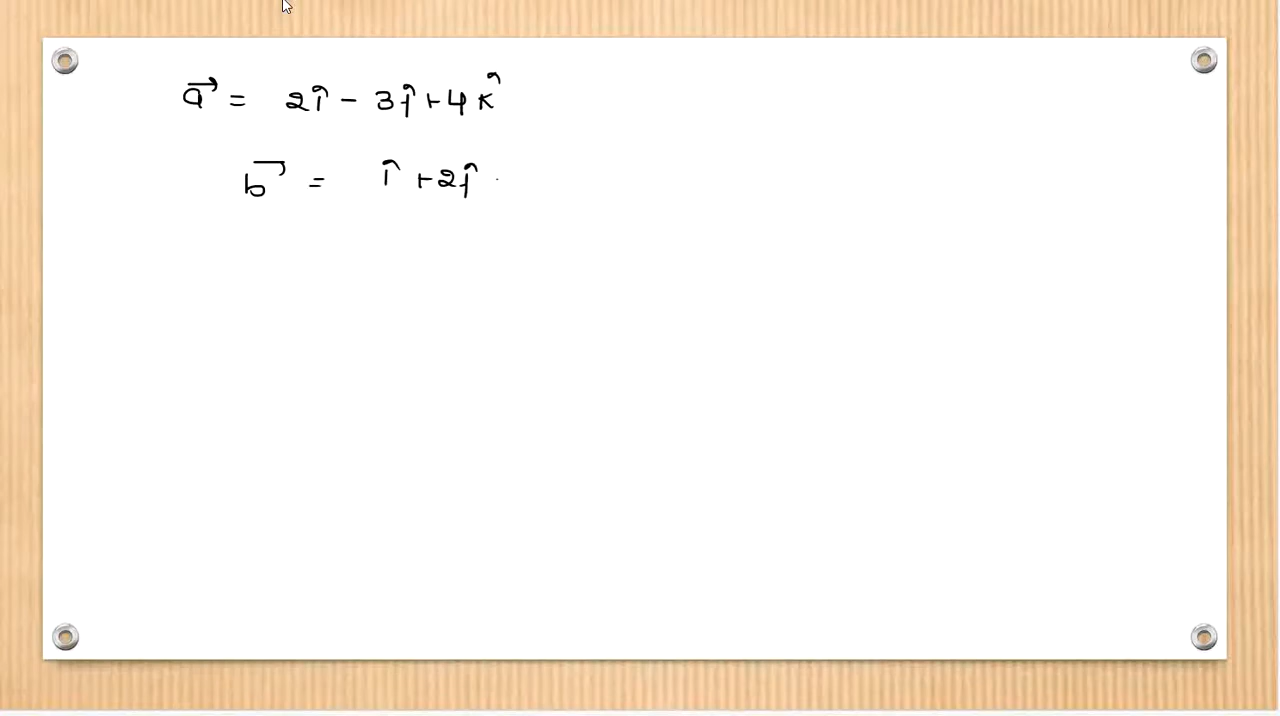 a⃗ = 2î - 3ĵ + 4k̂
b⃗ = î + 2ĵ